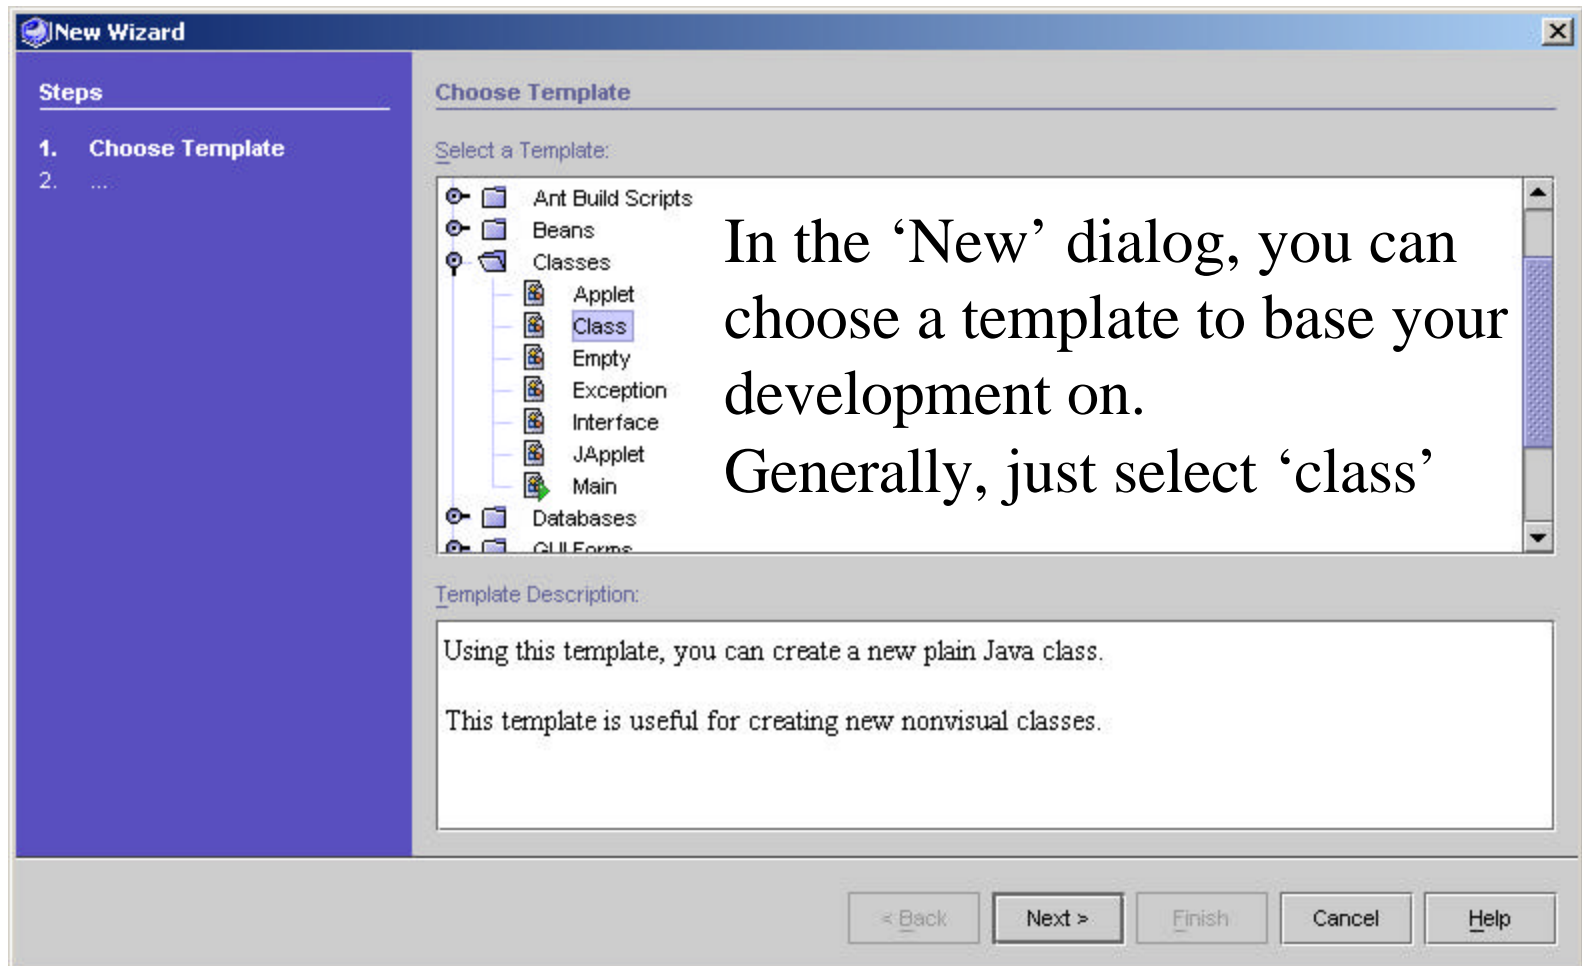 New Wizard
Steps
1. Choose Template
2. ...
Choose Template
Select a Template:
Ant Build Scripts
Beans
Classes
Applet
Class
Empty
Exception
Interface
JApplet
Main
Databases
GUI Forms
In the ‘New’ dialog, you can
choose a template to base your
development on.
Generally, just select ‘class’
Template Description:
Using this template, you can create a new plain Java class.
This template is useful for creating new nonvisual classes.
< Back
Next >
Finish
Cancel
Help